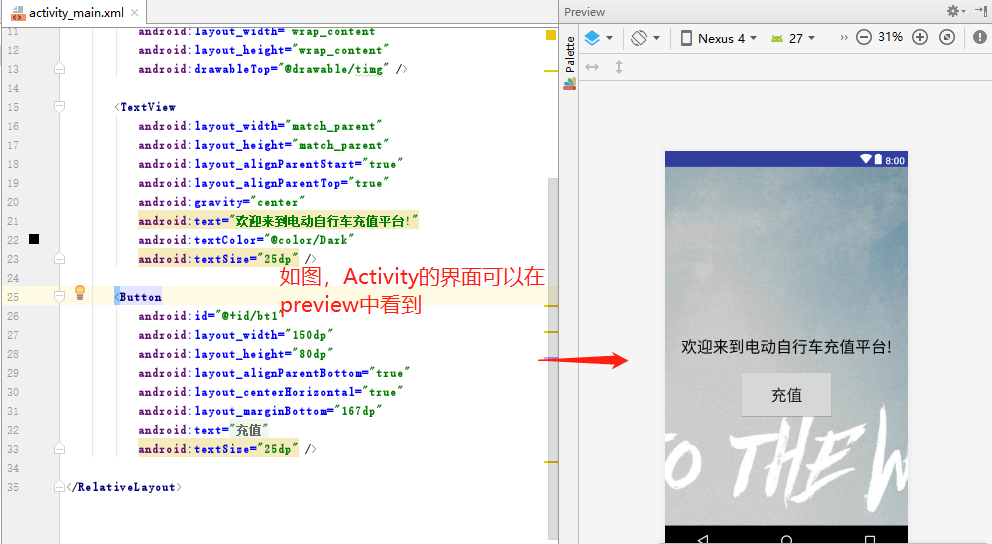 activity_main.xml
Preview
11 android:layout_width="wrap_content"
12 android:layout_height="wrap_content"
13 android:drawableTop="@drawable/timg" />
14
15 <TextView
16 android:layout_width="match_parent"
17 android:layout_height="match_parent"
18 android:layout_alignParentStart="true"
19 android:layout_alignParentTop="true"
20 android:gravity="center"
21 android:text="欢迎来到电动自行车充值平台!"
22 android:textColor="@color/Dark"
23 android:textSize="25dp" />
24
25 <Button
26 android:id="@+id/bt1"
27 android:layout_width="150dp"
28 android:layout_height="80dp"
29 android:layout_alignParentBottom="true"
30 android:layout_centerHorizontal="true"
31 android:layout_marginBottom="167dp"
32 android:text="充值"
33 android:textSize="25dp" />
34
35 </RelativeLayout>
如图，Activity的界面可以在
preview中看到
Palette
Nexus 4 27 31%
8:00
欢迎来到电动自行车充值平台!
充值
O THE W